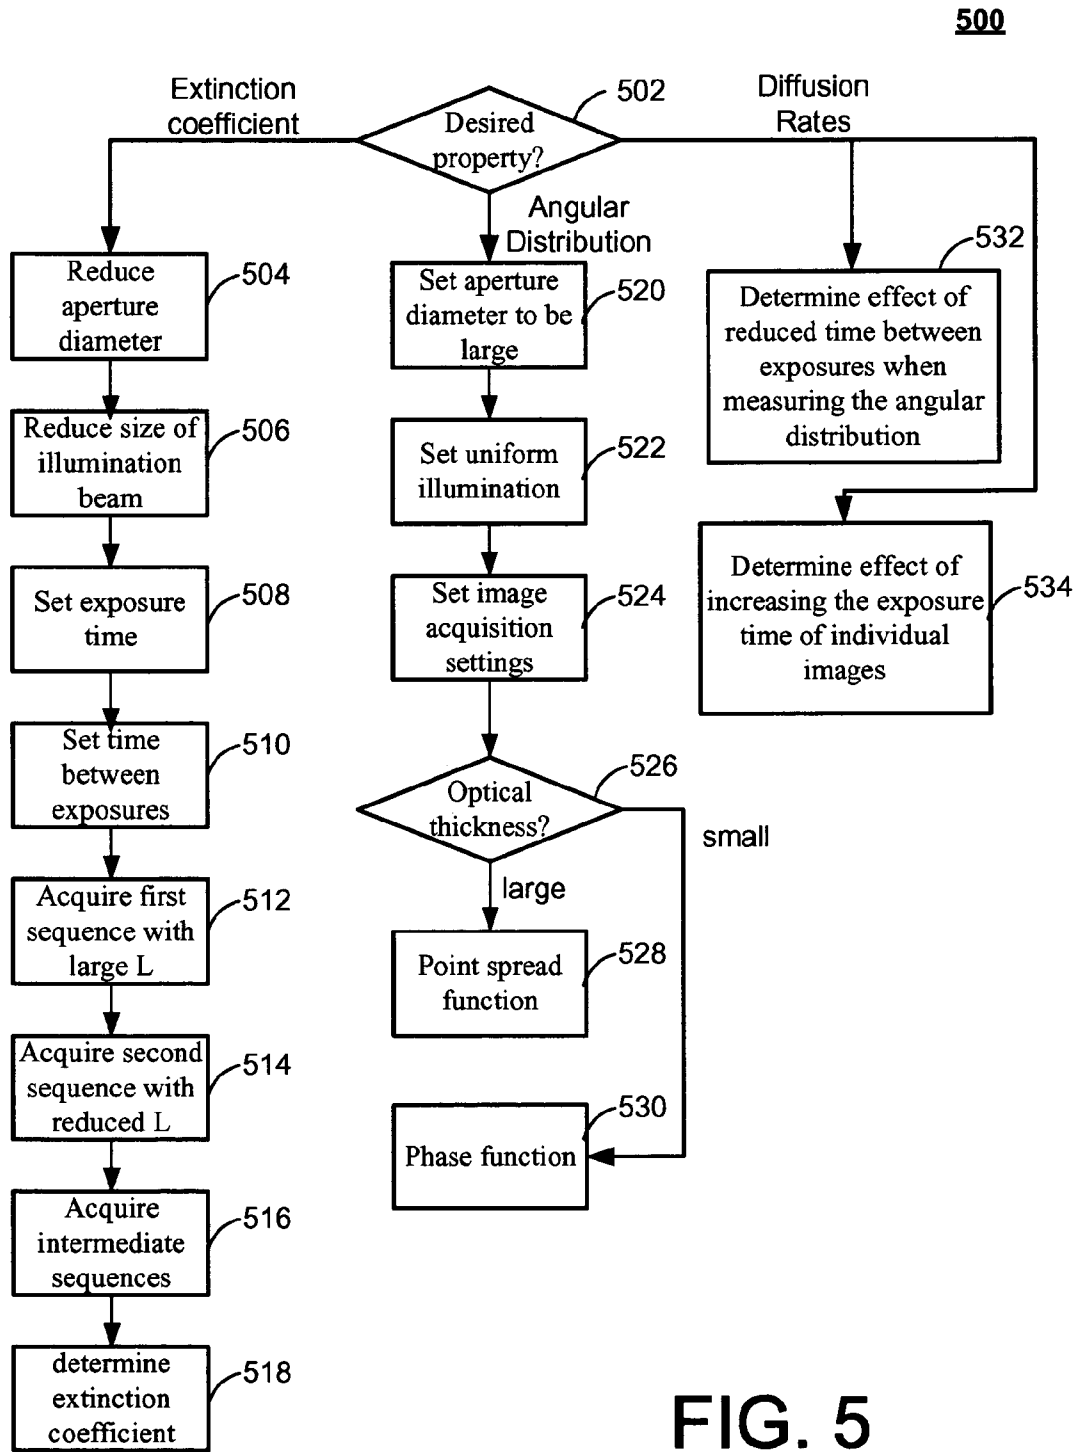 500
Extinction
coefficient
Desired
property?
502
Diffusion
Rates
Angular
Distribution
Reduce
aperture
diameter
504
Reduce size of
illumination
beam
506
Set exposure
time
508
Set time
between
exposures
510
Acquire first
sequence with
large L
512
Acquire second
sequence with
reduced L
514
Acquire
intermediate
sequences
516
determine
extinction
coefficient
518
Set aperture
diameter to be
large
520
Set uniform
illumination
522
Set image
acquisition
settings
524
Optical
thickness?
526
small
large
Point spread
function
528
Phase function
530
Determine effect of
reduced time between
exposures when
measuring the angular
distribution
532
Determine effect of
increasing the exposure
time of individual
images
534
FIG. 5